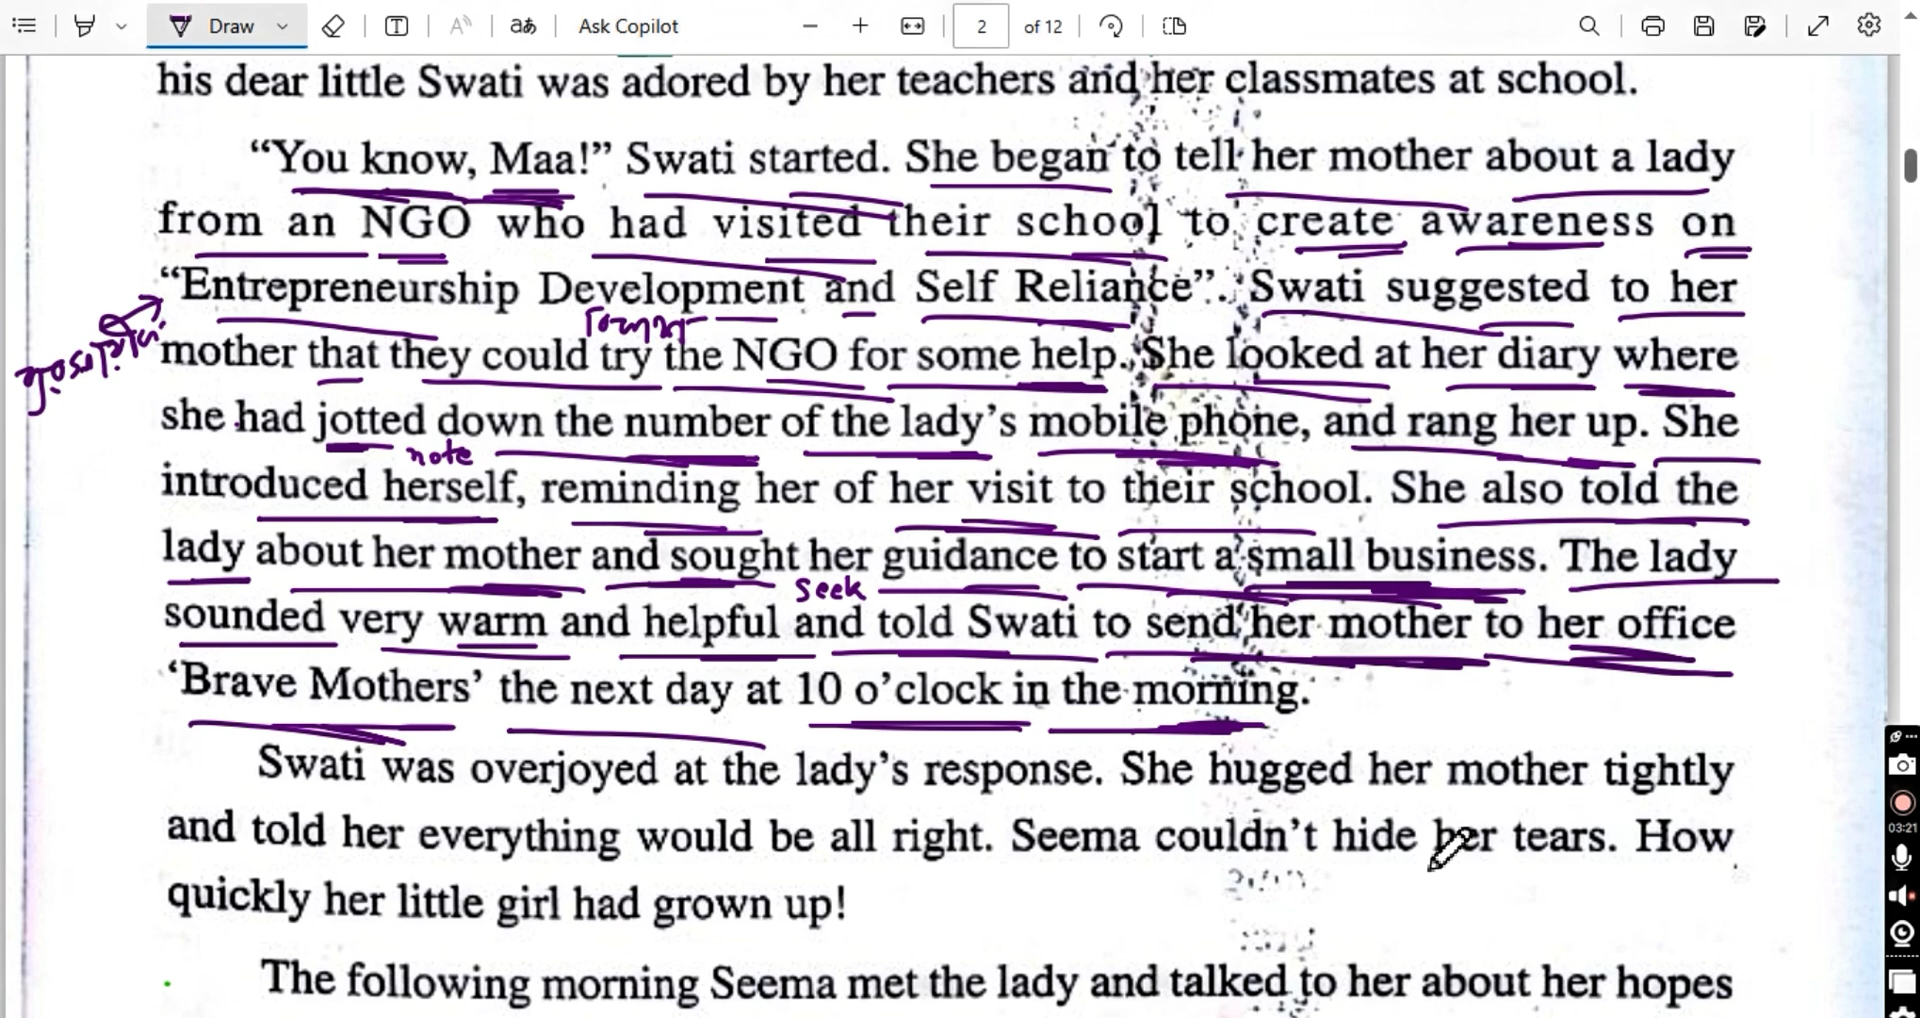 Draw
Ask Copilot
2 of 12
his dear little Swati was adored by her teachers and her classmates at school.
“You know, Maa!” Swati started. She began to tell her mother about a lady
from an NGO who had visited their school to create awareness on
“Entrepreneurship Development and Self Reliance”. Swati suggested to her
mother that they could try the NGO for some help. She looked at her diary where
she had jotted down the number of the lady’s mobile phone, and rang her up. She
note
introduced herself, reminding her of her visit to their school. She also told the
lady about her mother and sought her guidance to start a small business. The lady
seek
sounded very warm and helpful and told Swati to send her mother to her office
‘Brave Mothers’ the next day at 10 o’clock in the morning.
Swati was overjoyed at the lady’s response. She hugged her mother tightly
and told her everything would be all right. Seema couldn’t hide her tears. How
quickly her little girl had grown up!
The following morning Seema met the lady and talked to her about her hopes
03:21